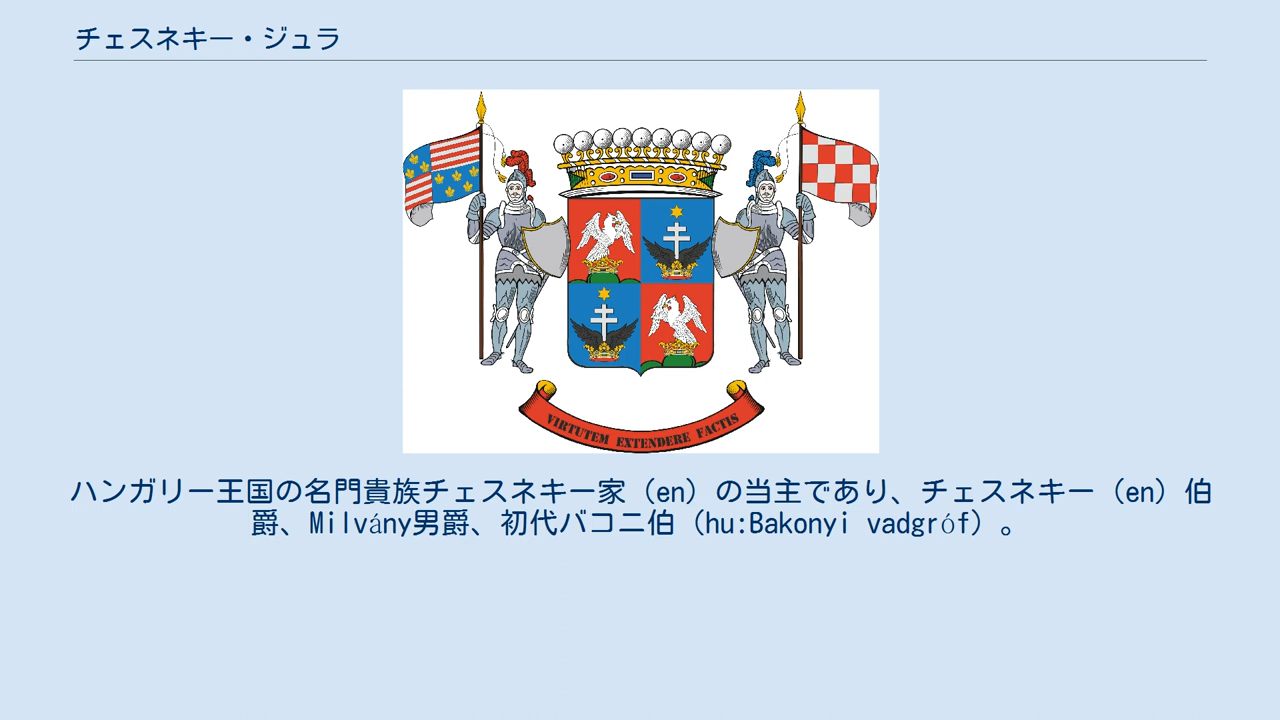 チェスネキー・ジュラ
VIRTUTEM EXTENDERE FACTIS
ハンガリー王国の名門貴族チェスネキー家（en）の当主であり、チェスネキー（en）伯
爵、Milvány男爵、初代バコニ伯（hu:Bakonyi vadgróf）。